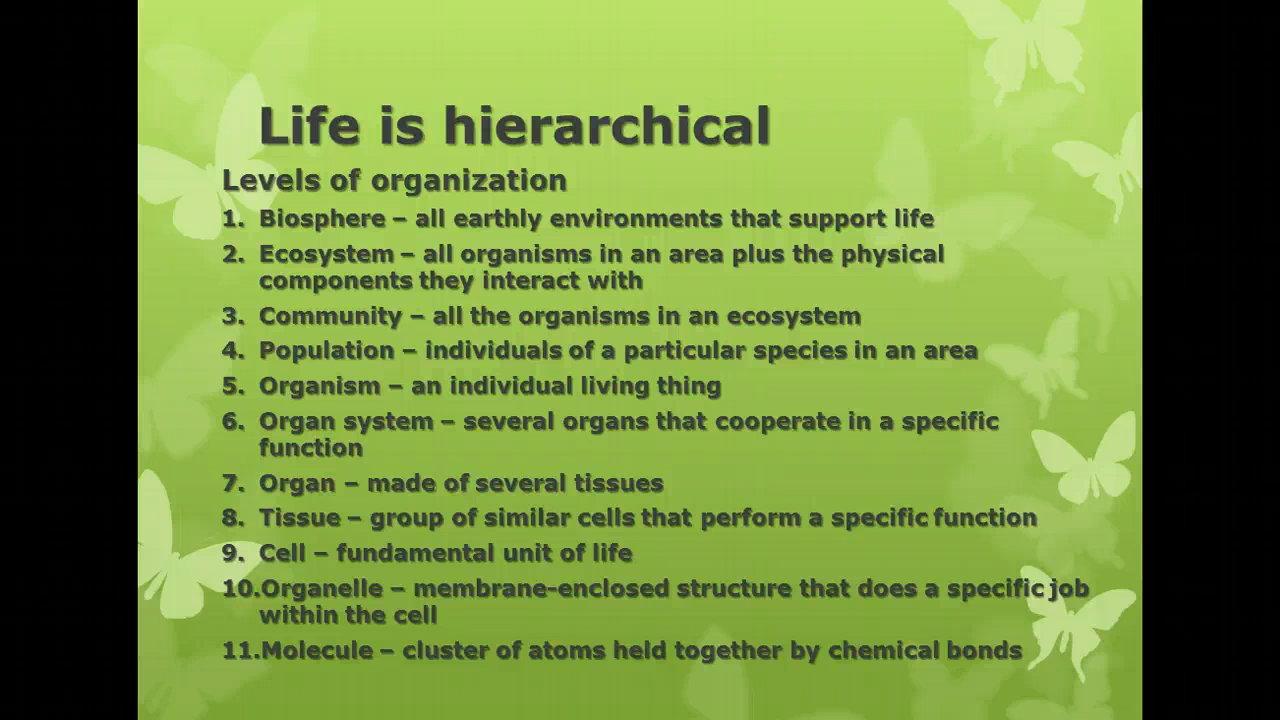 Life is hierarchical
Levels of organization
1. Biosphere – all earthly environments that support life
2. Ecosystem – all organisms in an area plus the physical
components they interact with
3. Community – all the organisms in an ecosystem
4. Population – individuals of a particular species in an area
5. Organism – an individual living thing
6. Organ system – several organs that cooperate in a specific
function
7. Organ – made of several tissues
8. Tissue – group of similar cells that perform a specific function
9. Cell – fundamental unit of life
10.Organelle – membrane-enclosed structure that does a specific job
within the cell
11.Molecule – cluster of atoms held together by chemical bonds